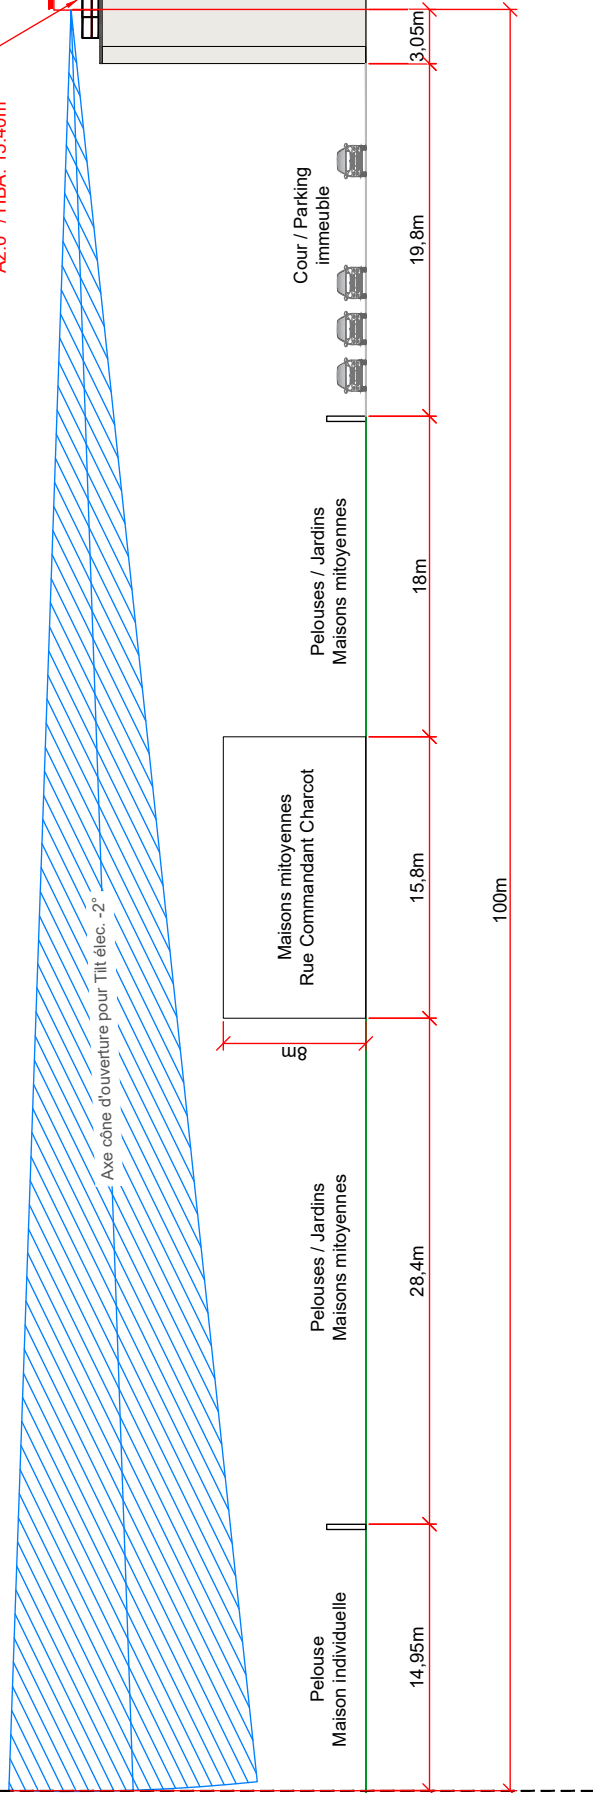 3,05m
Cour / Parking
immeuble
19,8m
Pelouses / Jardins
Maisons mitoyennes
18m
Maisons mitoyennes
Rue Commandant Charcot
15,8m
100m
8m
Axe cône d'ouverture pour Tilt élec. -2°
Pelouses / Jardins
Maisons mitoyennes
28,4m
Pelouse
Maison individuelle
14,95m